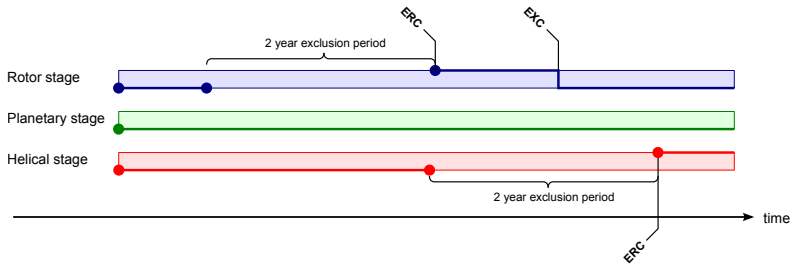 ERC
EXC
2 year exclusion period
Rotor stage
Planetary stage
Helical stage
2 year exclusion period
time
ERC